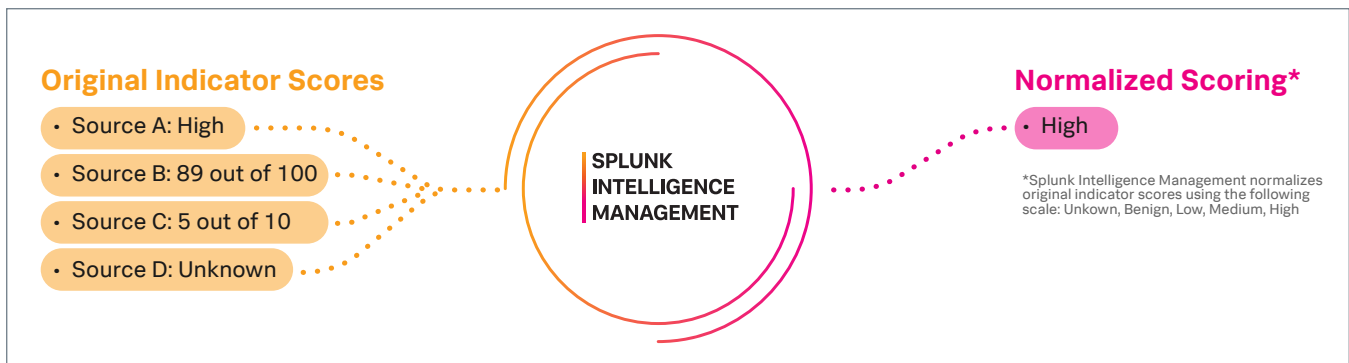 Original Indicator Scores
• Source A: High
• Source B: 89 out of 100
• Source C: 5 out of 10
• Source D: Unknown
SPLUNK
INTELLIGENCE
MANAGEMENT
Normalized Scoring*
• High
*Splunk Intelligence Management normalizes
original indicator scores using the following
scale: Unkown, Benign, Low, Medium, High